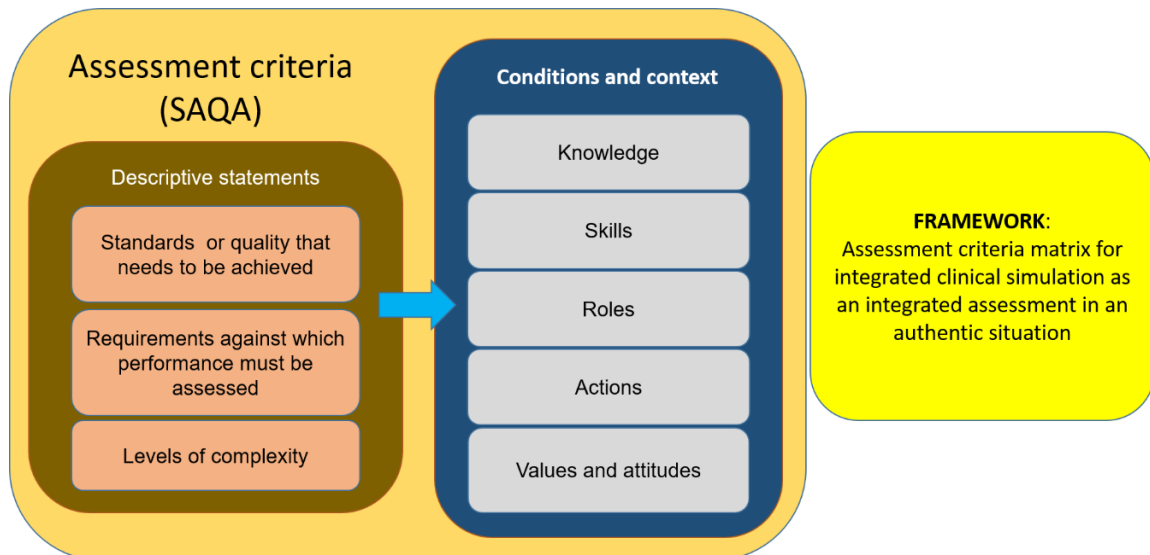 Assessment criteria
(SAQA)
Descriptive statements
Standards or quality that
needs to be achieved
Requirements against which
performance must be
assessed
Levels of complexity
Conditions and context
Knowledge
Skills
Roles
Actions
Values and attitudes
FRAMEWORK:
Assessment criteria matrix for
integrated clinical simulation as
an integrated assessment in an
authentic situation